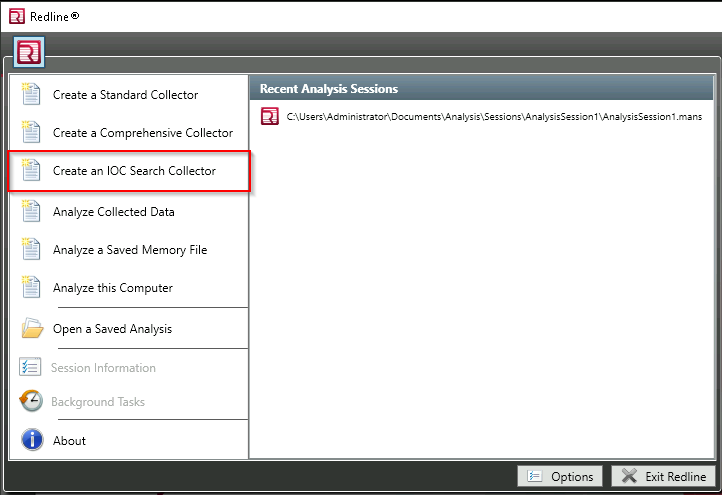 Redline®
Create a Standard Collector
Create a Comprehensive Collector
Create an IOC Search Collector
Analyze Collected Data
Analyze a Saved Memory File
Analyze this Computer
Open a Saved Analysis
Session Information
Background Tasks
About
Recent Analysis Sessions
C:\Users\Administrator\Documents\Analysis\Sessions\AnalysisSession1\AnalysisSession1.mans
Options
Exit Redline